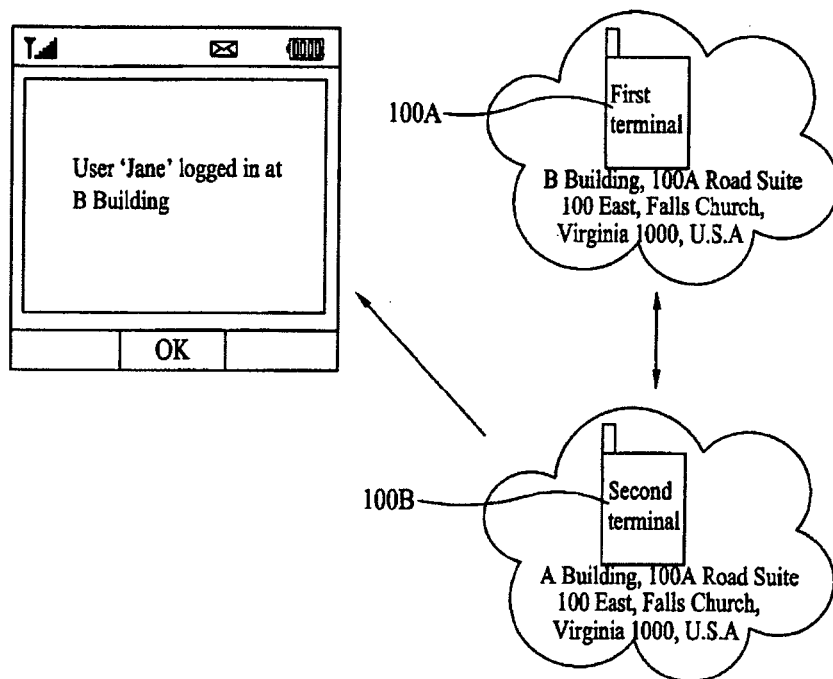 User 'Jane' logged in at
B Building
OK
100A
First
terminal
B Building, 100A Road Suite
100 East, Falls Church,
Virginia 1000, U.S.A
100B
Second
terminal
A Building, 100A Road Suite
100 East, Falls Church,
Virginia 1000, U.S.A